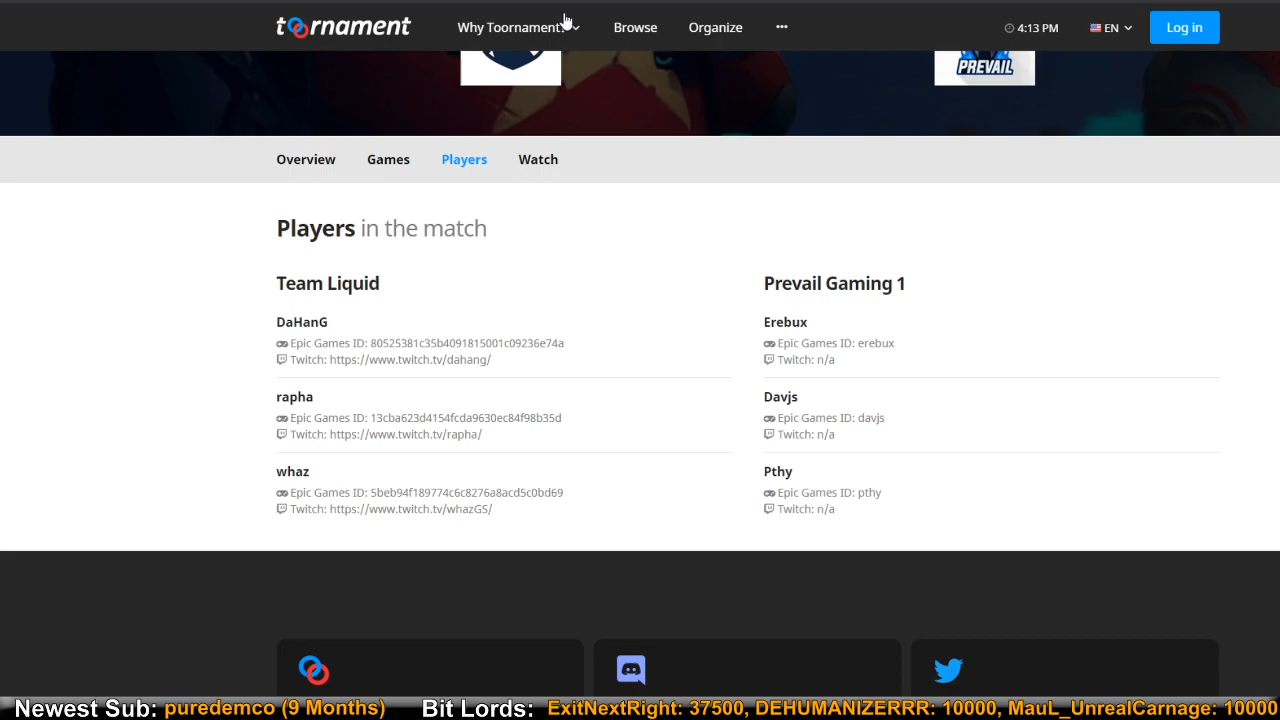 toornament Why Toornament? Browse Organize ••• 4:13 PM EN Log in
PREVAIL
Overview Games Players Watch
Players in the match
Team Liquid
DaHanG
Epic Games ID: 80525381c35b4091815001c09236e74a
Twitch: https://www.twitch.tv/dahang/
rapha
Epic Games ID: 13cba623d4154fcda9630ec84f98b35d
Twitch: https://www.twitch.tv/rapha/
whaz
Epic Games ID: 5beb94f189774c6c8276a8acd5c0bd69
Twitch: https://www.twitch.tv/whazGS/
Prevail Gaming 1
Erebux
Epic Games ID: erebux
Twitch: n/a
Davjs
Epic Games ID: davjs
Twitch: n/a
Pthy
Epic Games ID: pthy
Twitch: n/a
Newest Sub: puredemco (9 Months) Bit Lords: ExitNextRight: 37500, DEHUMANIZERRR: 10000, MauL_UnrealCarnage: 10000